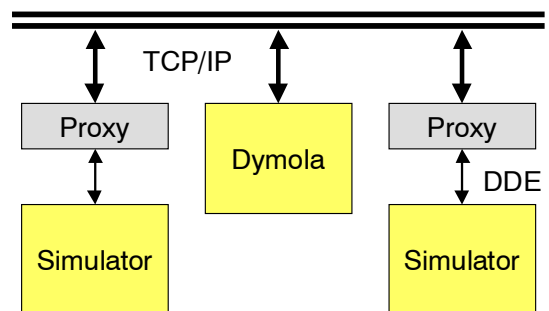 TCP/IP
Proxy
Proxy
Dymola
DDE
Simulator
Simulator